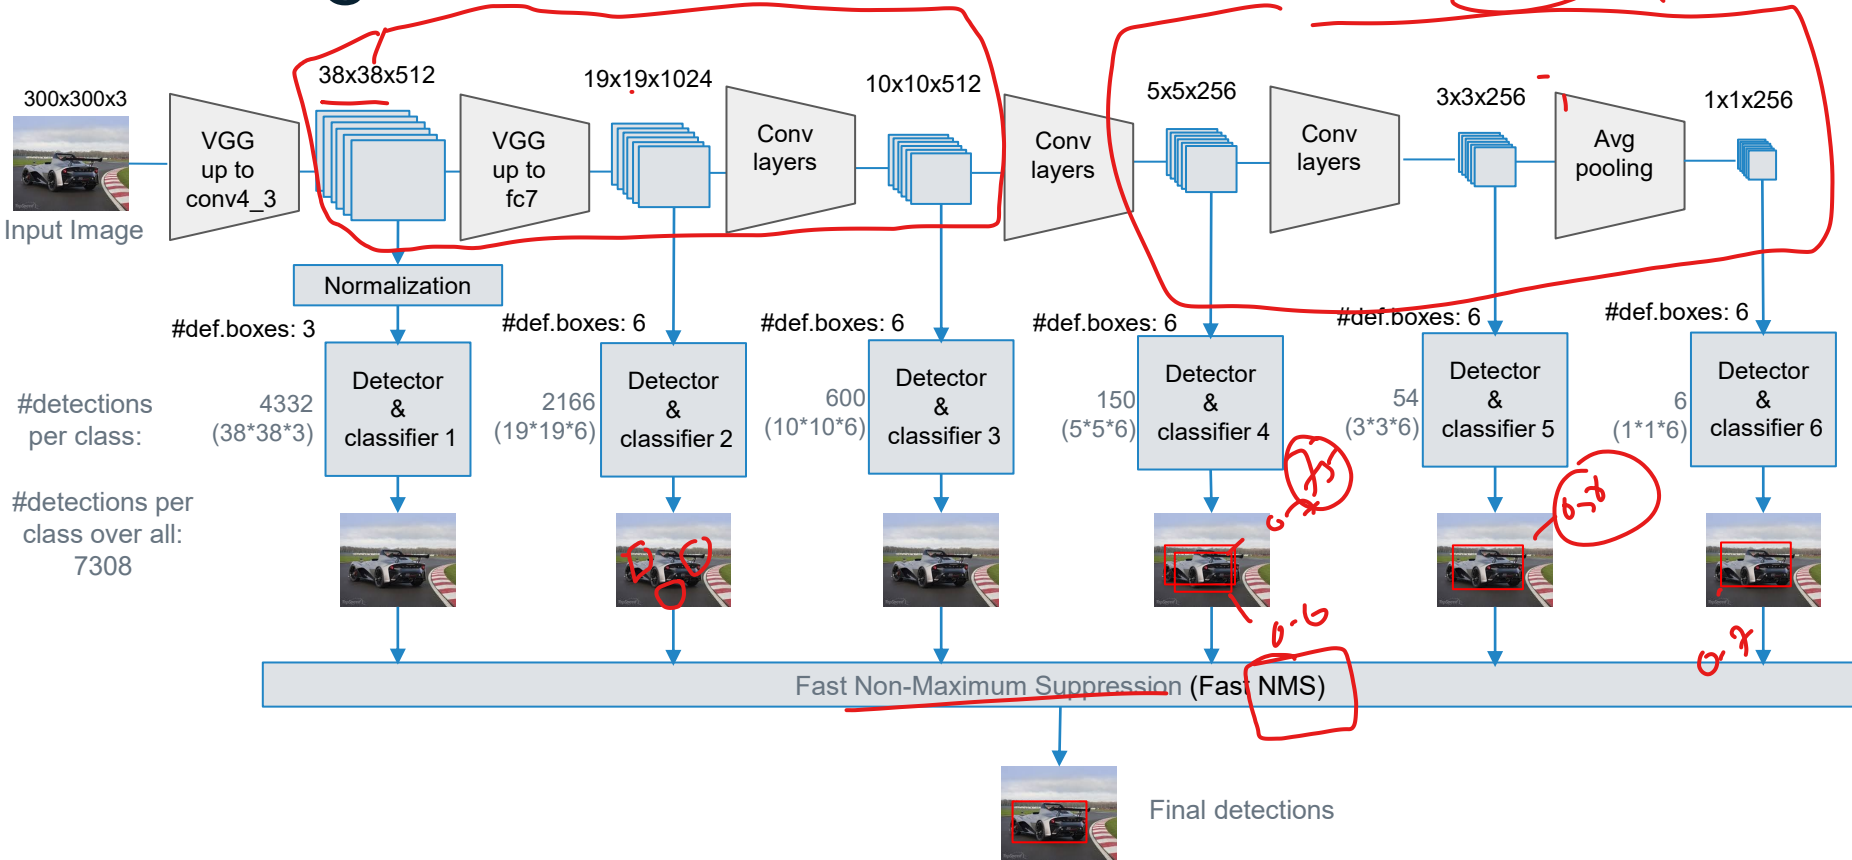 300x300x3
38x38x512
19x19x1024
10x10x512
5x5x256
3x3x256
1x1x256
VGG
up to
conv4_3
VGG
up to
fc7
Conv
layers
Conv
layers
Conv
layers
Avg
pooling
Input Image
Normalization
#def.boxes: 3
#def.boxes: 6
#def.boxes: 6
#def.boxes: 6
#def.boxes: 6
#def.boxes: 6
#detections
per class:
4332
(38*38*3)
Detector
&
classifier 1
2166
(19*19*6)
Detector
&
classifier 2
600
(10*10*6)
Detector
&
classifier 3
150
(5*5*6)
Detector
&
classifier 4
54
(3*3*6)
Detector
&
classifier 5
6
(1*1*6)
Detector
&
classifier 6
#detections per
class over all:
7308
0.6
Fast Non-Maximum Suppression (Fast NMS)
Final detections